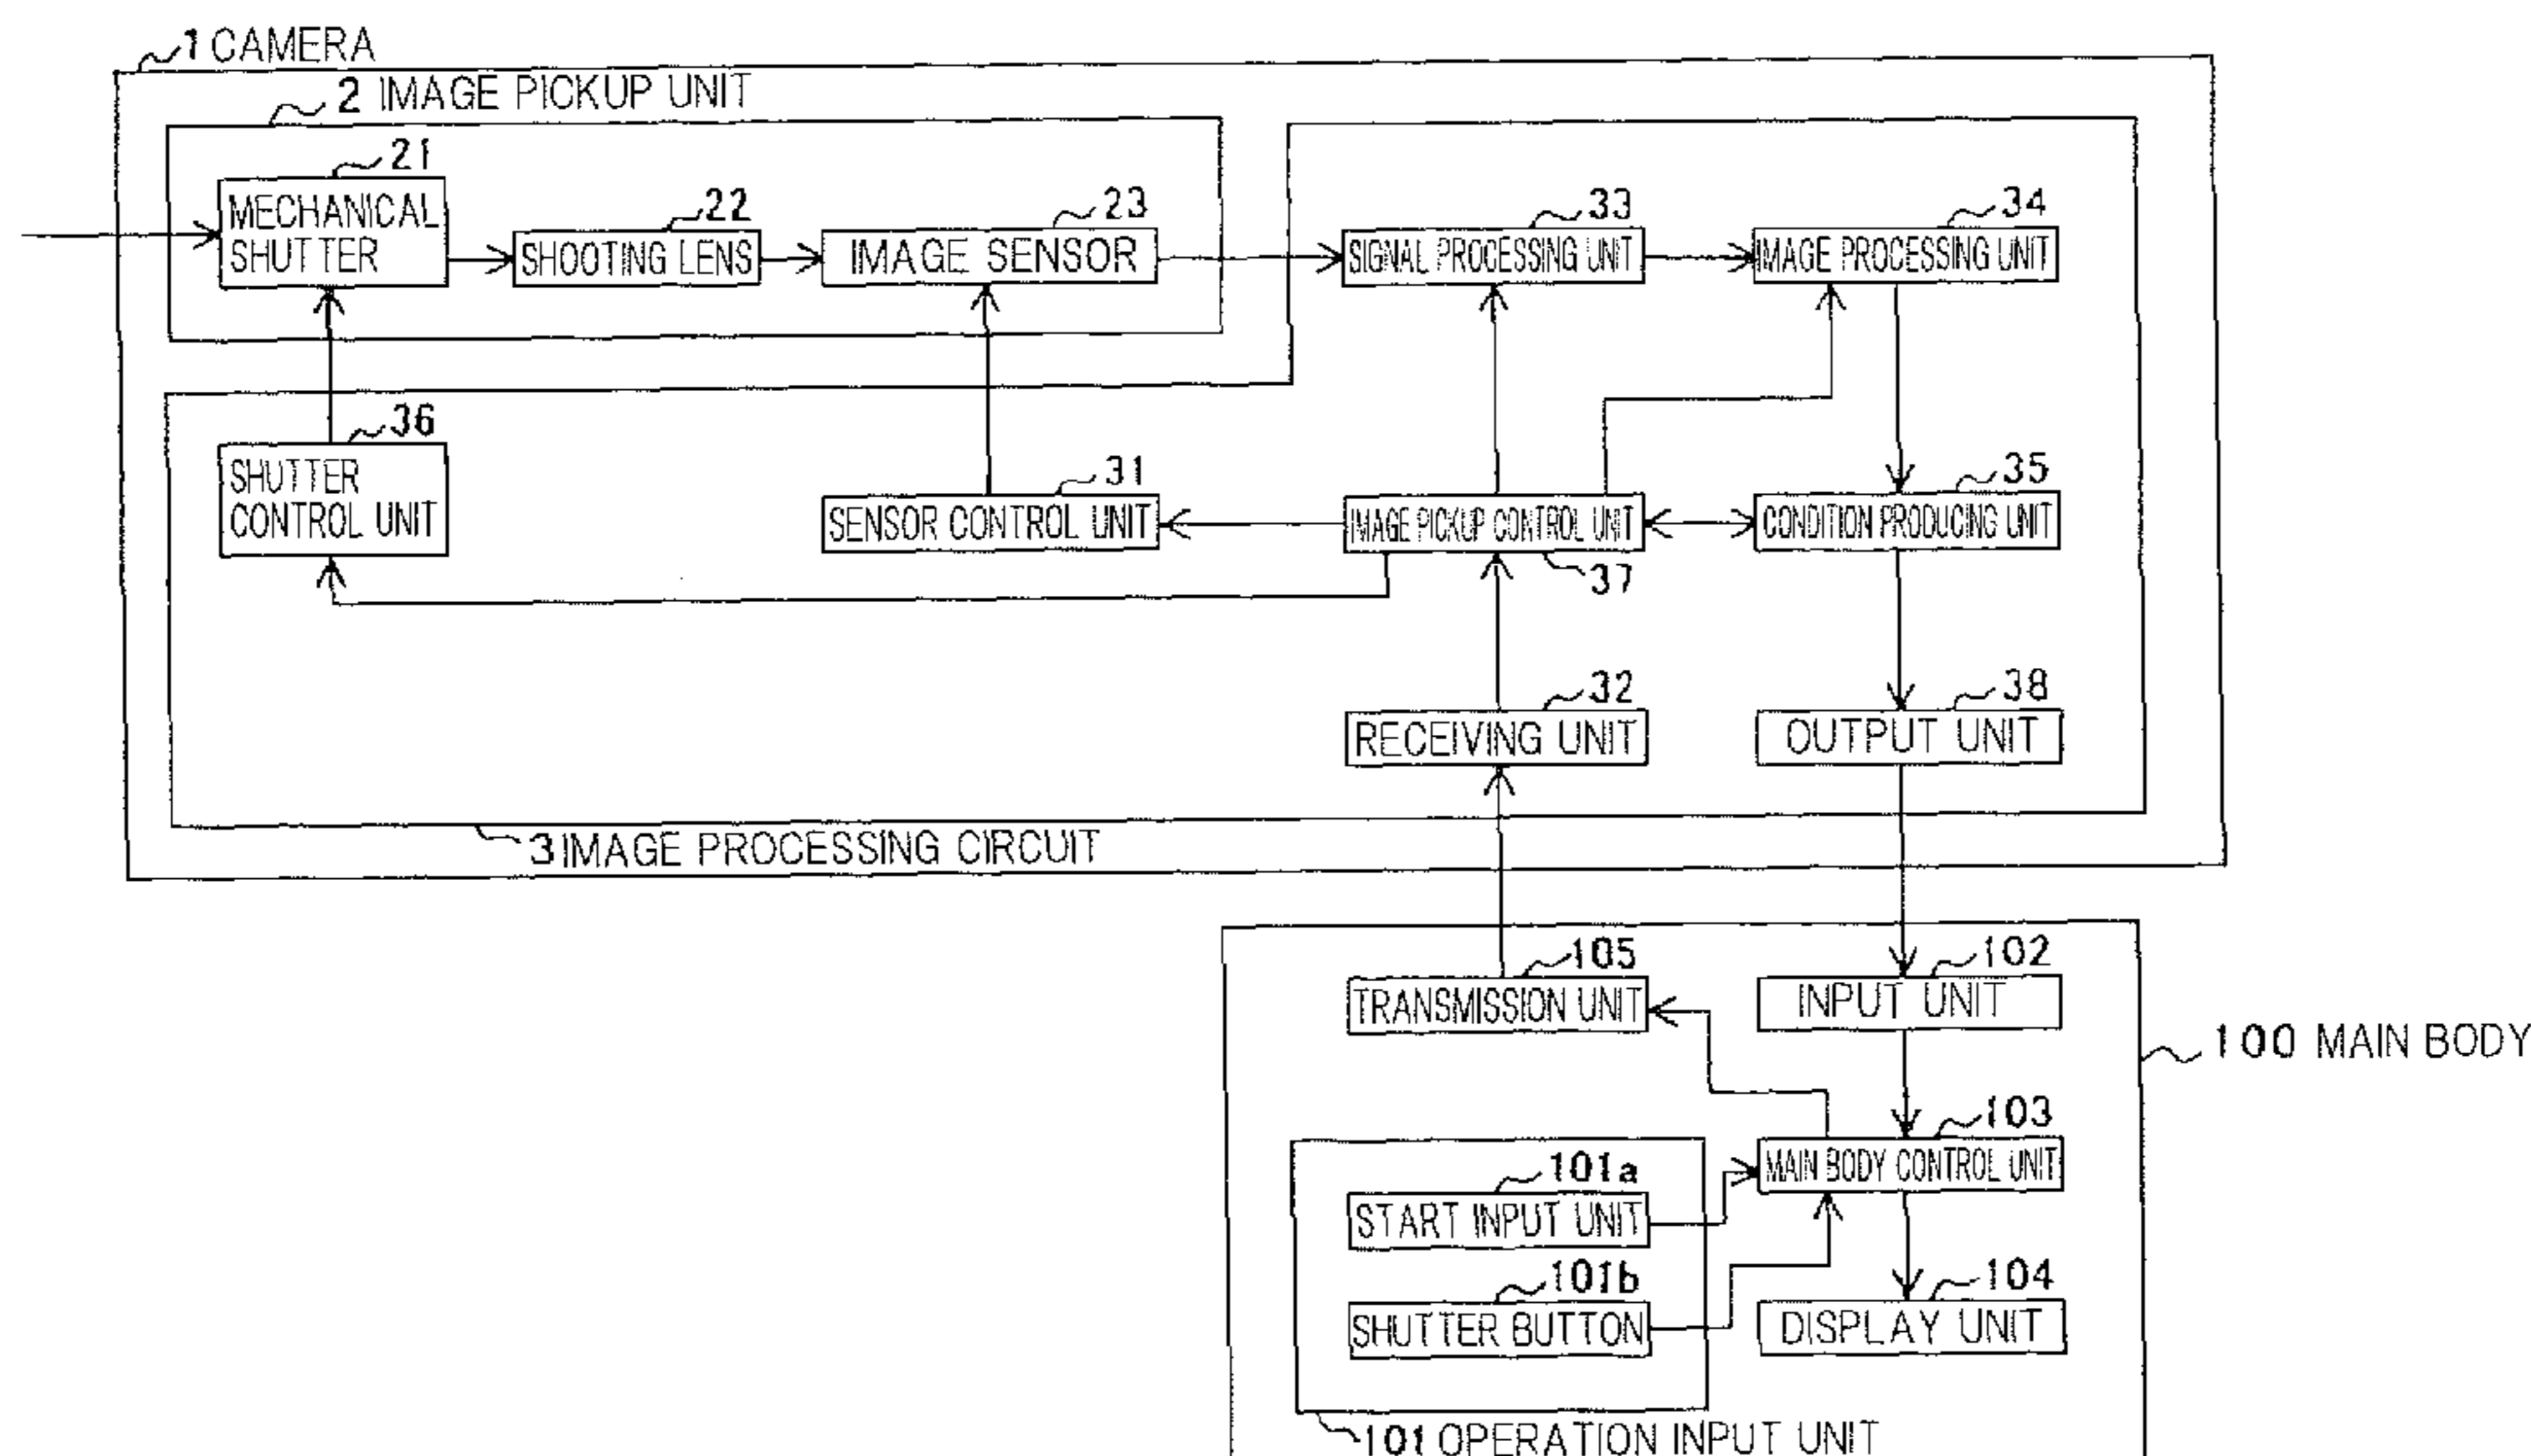 1 CAMERA
2 IMAGE PICKUP UNIT
21
MECHANICAL
SHUTTER
22
SHOOTING LENS
23
IMAGE SENSOR
33
SIGNAL PROCESSING UNIT
34
IMAGE PROCESSING UNIT
36
SHUTTER
CONTROL UNIT
31
SENSOR CONTROL UNIT
IMAGE PICKUP CONTROL UNIT
37
35
CONDITION PRODUCING UNIT
32
RECEIVING UNIT
38
OUTPUT UNIT
3 IMAGE PROCESSING CIRCUIT
105
TRANSMISSION UNIT
102
INPUT UNIT
100 MAIN BODY
103
MAIN BODY CONTROL UNIT
101a
START INPUT UNIT
101b
SHUTTER BUTTON
104
DISPLAY UNIT
101 OPERATION INPUT UNIT